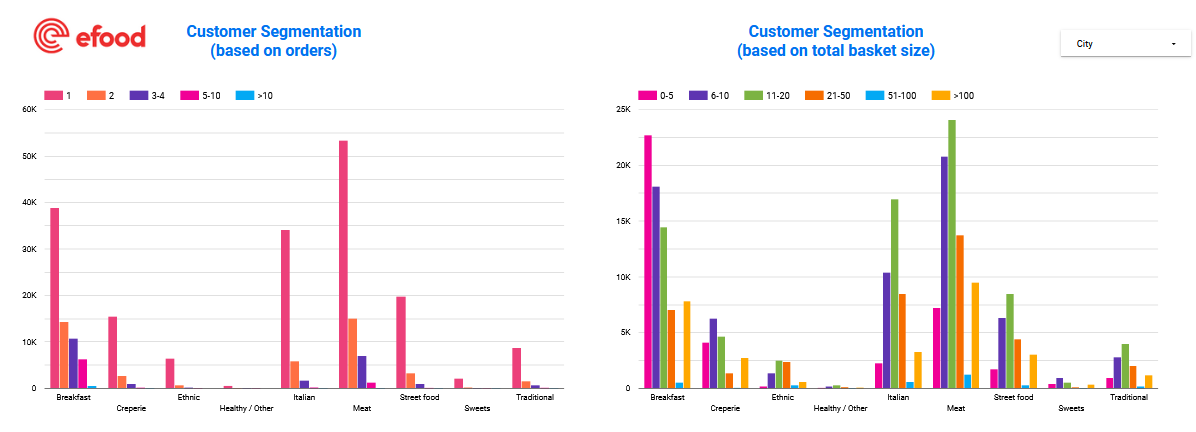 efood
Customer Segmentation
(based on orders)
1 2 3-4 5-10 >10
60K
50K
40K
30K
20K
10K
0
Breakfast
Creperie
Ethnic
Healthy / Other
Italian
Meat
Street food
Sweets
Traditional
Customer Segmentation
(based on total basket size)
City
0-5 6-10 11-20 21-50 51-100 >100
25K
20K
15K
10K
5K
0
Breakfast
Creperie
Ethnic
Healthy / Other
Italian
Meat
Street food
Sweets
Traditional